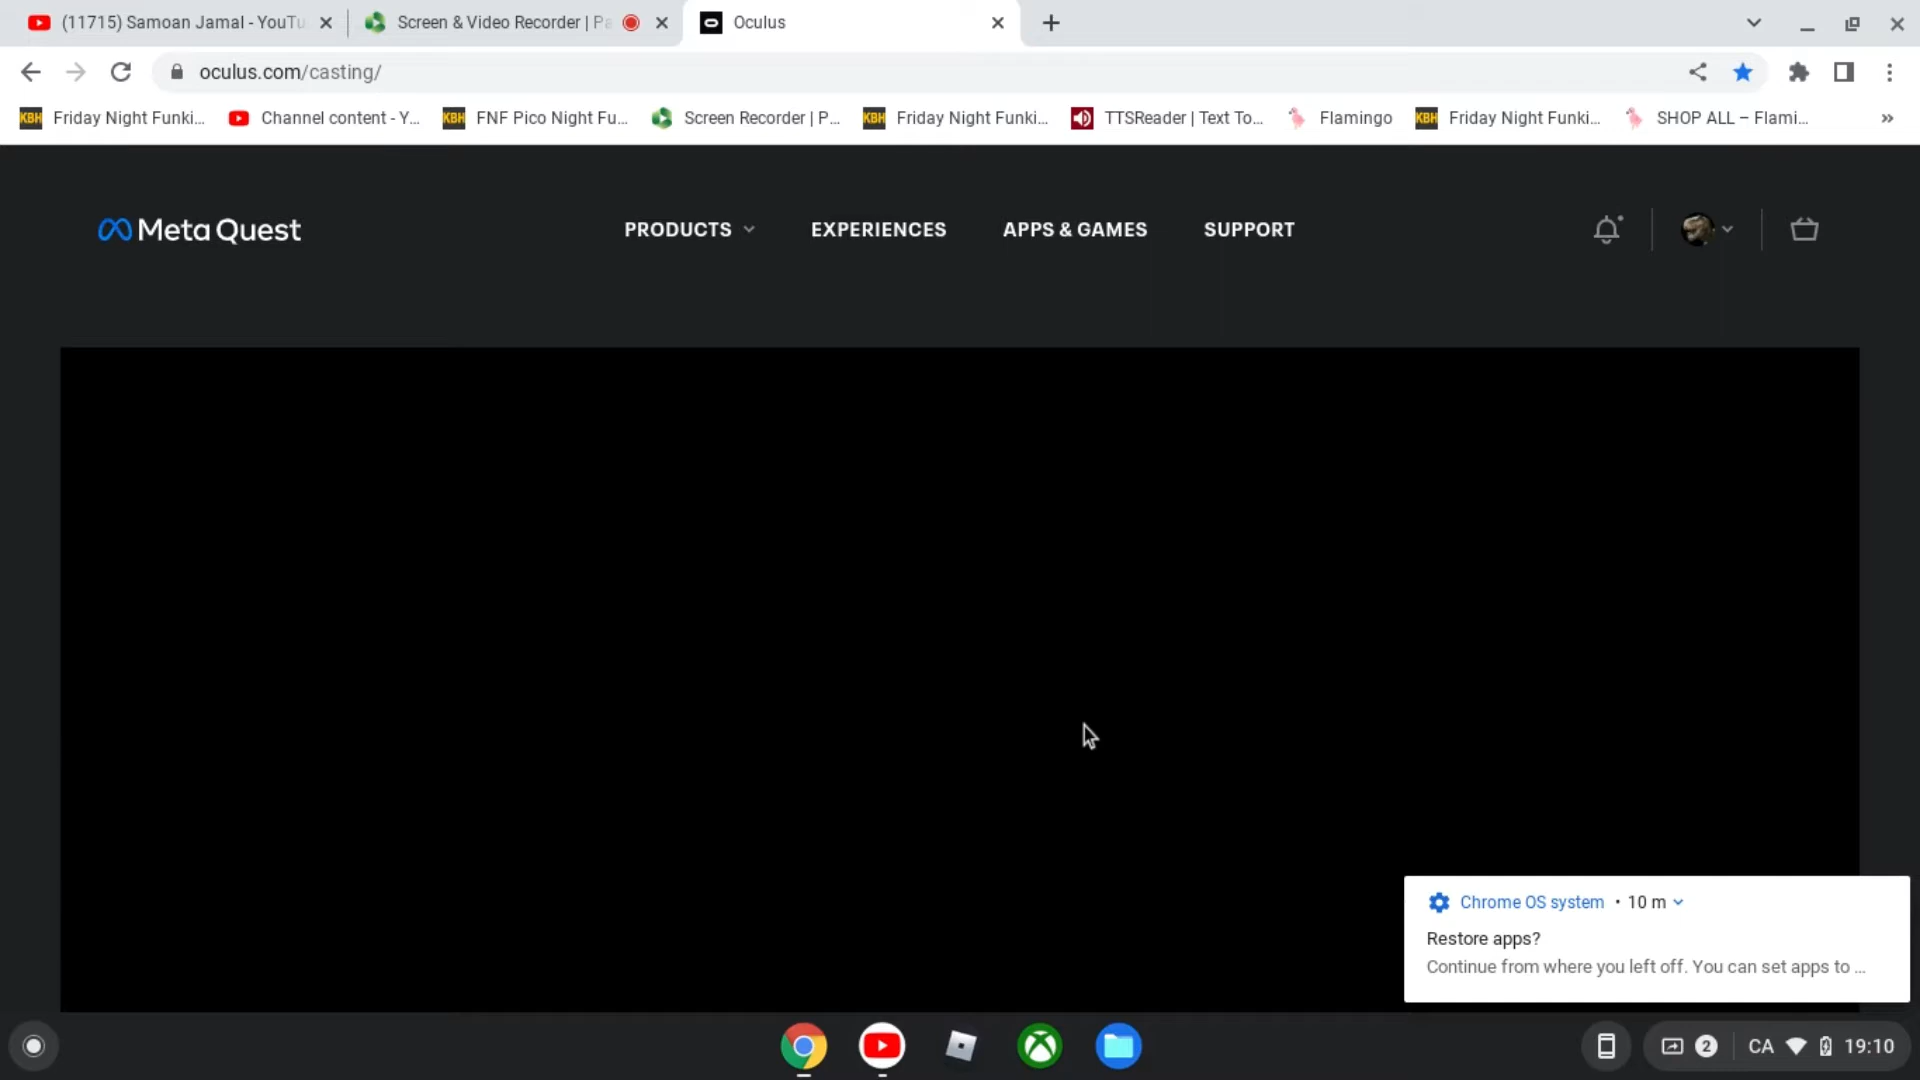 (11715) Samoan Jamal - YouTu
Screen & Video Recorder | Pa
Oculus
oculus.com/casting/
Friday Night Funki...
Channel content - Y...
FNF Pico Night Fu...
Screen Recorder | P...
Friday Night Funki...
TTSReader | Text To...
Flamingo
Friday Night Funki...
SHOP ALL – Flami...
Meta Quest
PRODUCTS
EXPERIENCES
APPS & GAMES
SUPPORT
Chrome OS system • 10 m
Restore apps?
Continue from where you left off. You can set apps to ...
2
CA
19:10